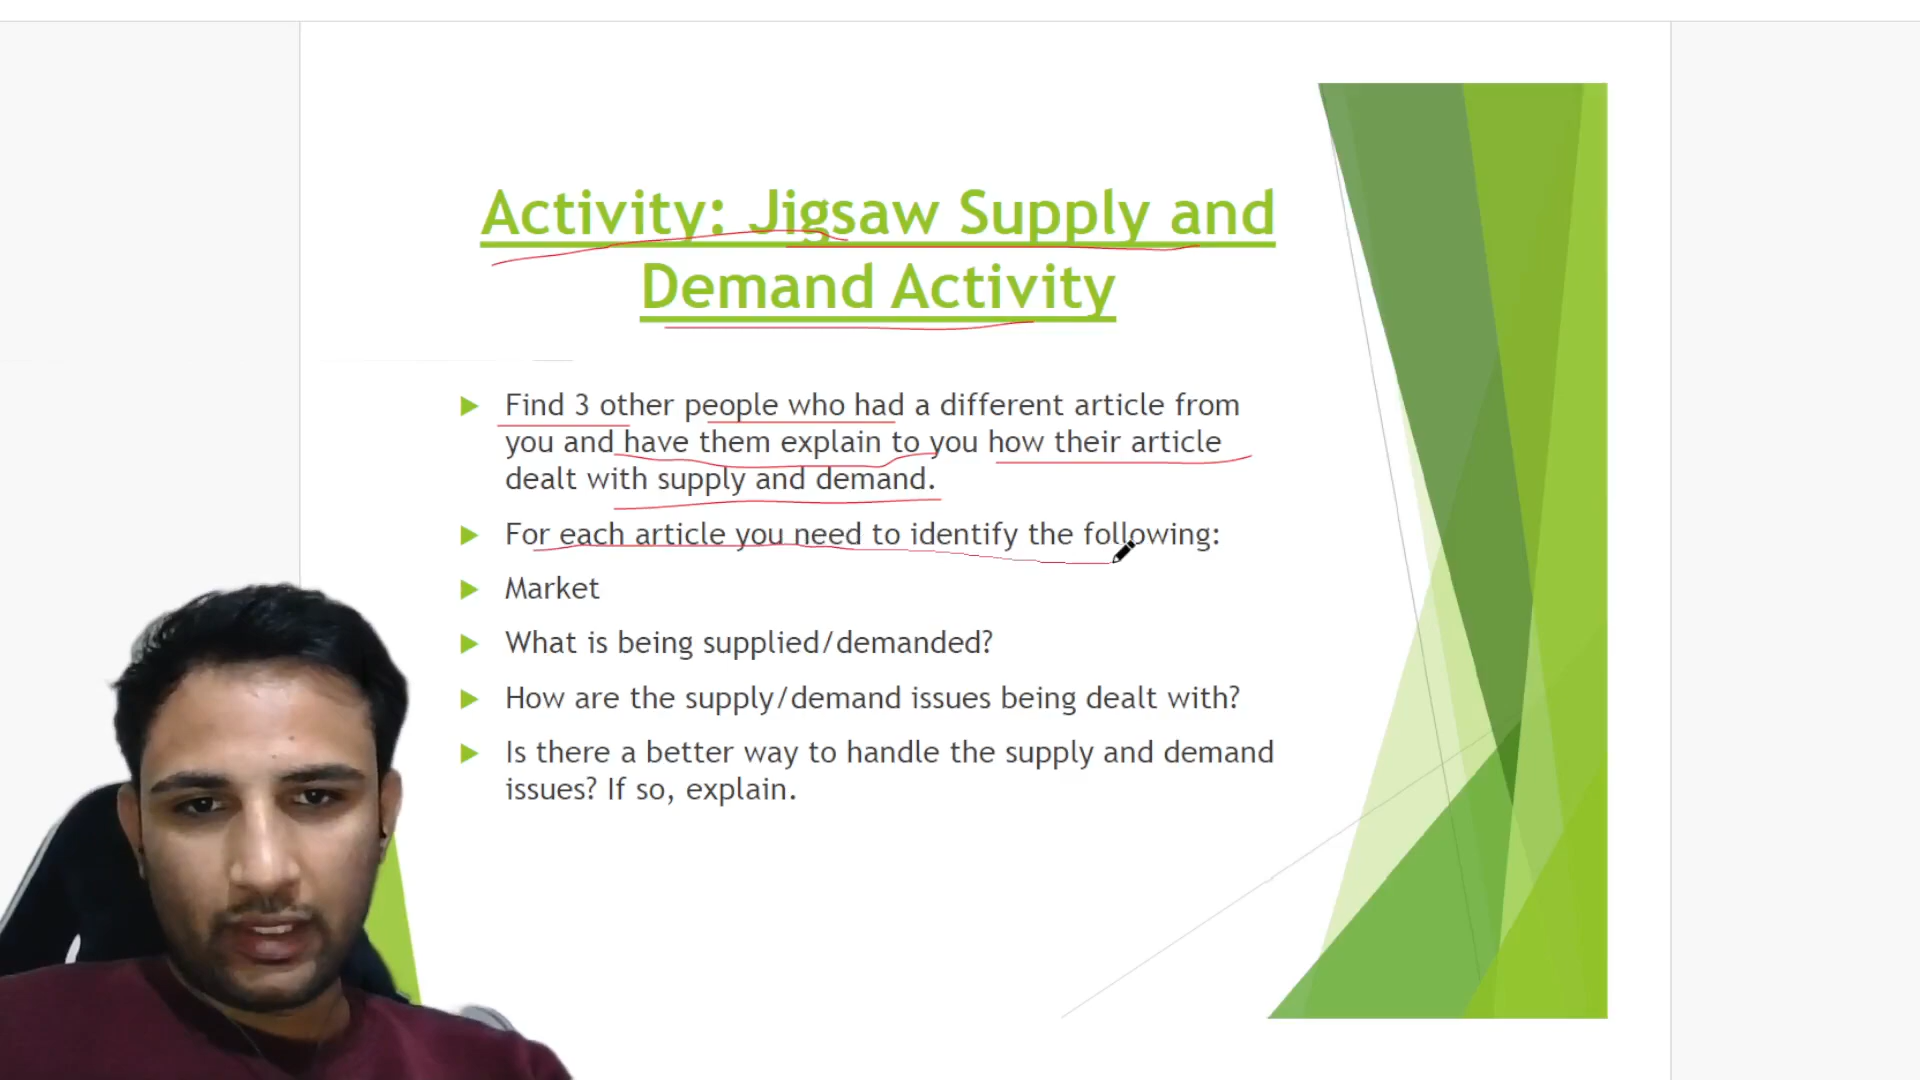 Activity: Jigsaw Supply and
Demand Activity
Find 3 other people who had a different article from
you and have them explain to you how their article
dealt with supply and demand.
For each article you need to identify the following:
Market
What is being supplied/demanded?
How are the supply/demand issues being dealt with?
Is there a better way to handle the supply and demand
issues? If so, explain.